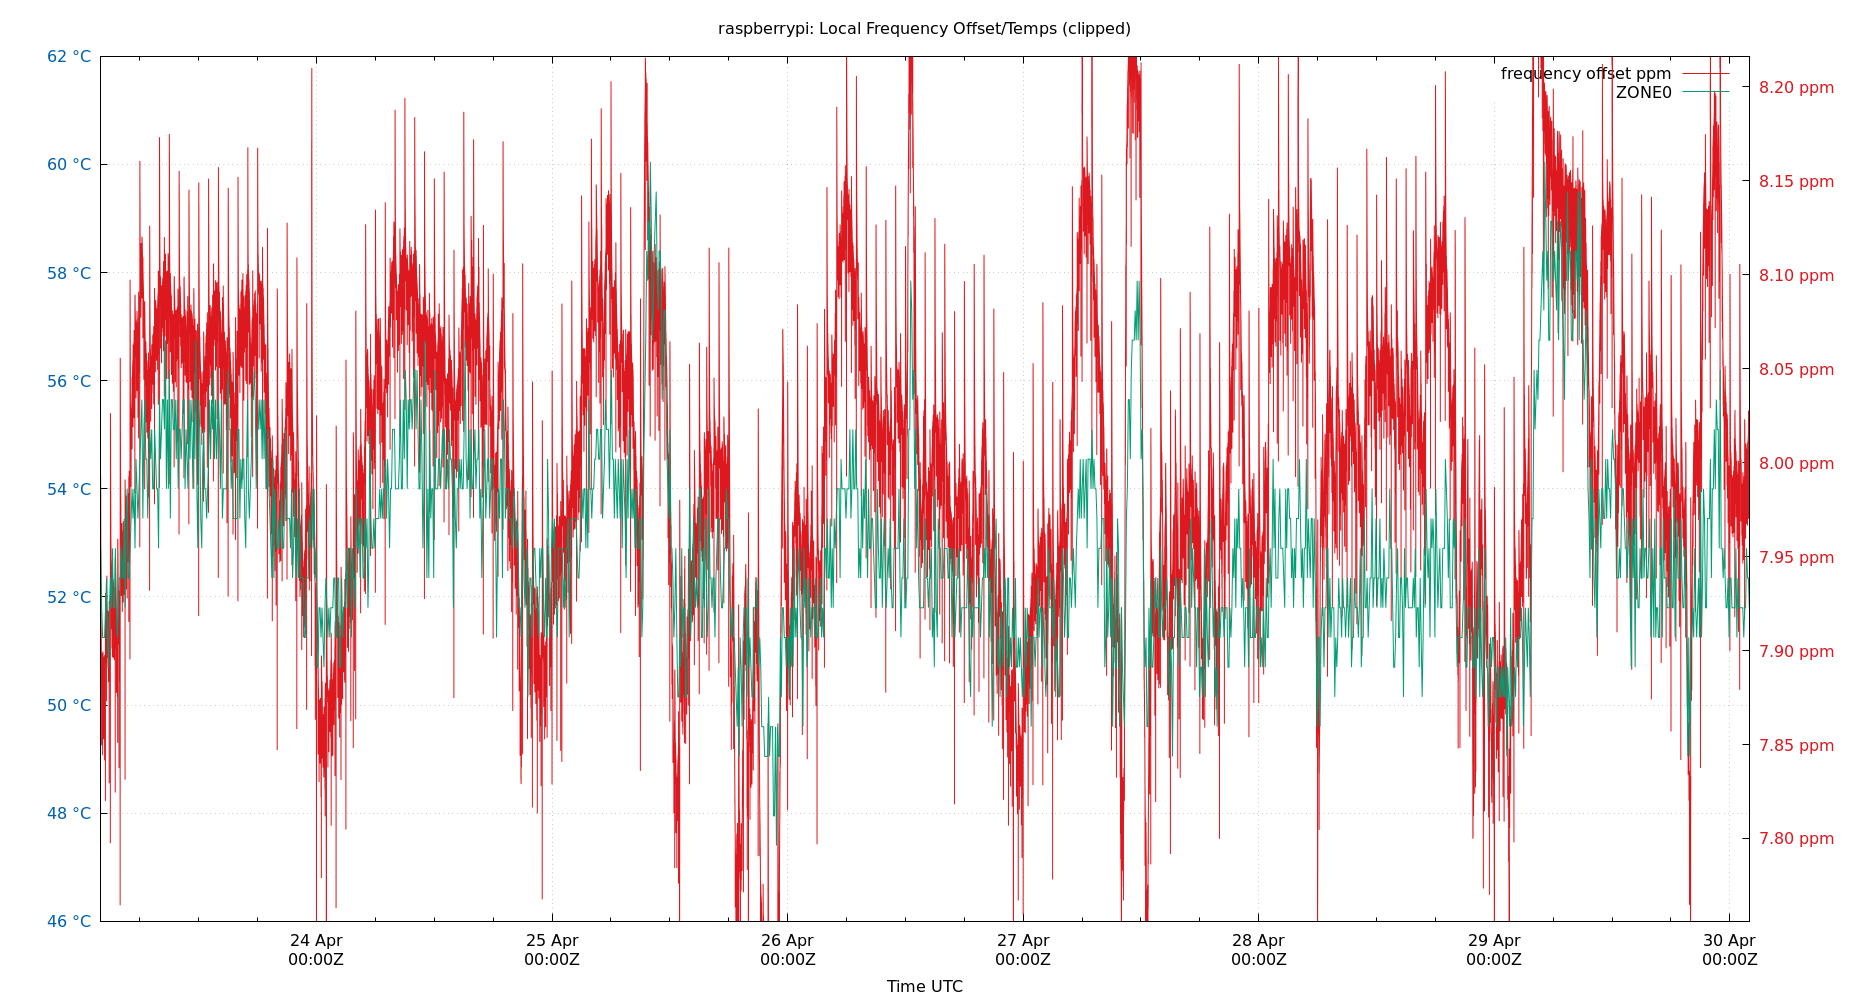 raspberrypi: Local Frequency Offset/Temps (clipped)
62 °C
60 °C
58 °C
56 °C
54 °C
52 °C
50 °C
48 °C
46 °C
frequency offset ppm
ZONE0
8.20 ppm
8.15 ppm
8.10 ppm
8.05 ppm
8.00 ppm
7.95 ppm
7.90 ppm
7.85 ppm
7.80 ppm
24 Apr
00:00Z
25 Apr
00:00Z
26 Apr
00:00Z
27 Apr
00:00Z
28 Apr
00:00Z
29 Apr
00:00Z
30 Apr
00:00Z
Time UTC